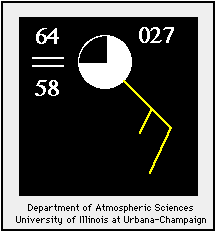 64 027
58
Department of Atmospheric Sciences
University of Illinois at Urbana-Champaign